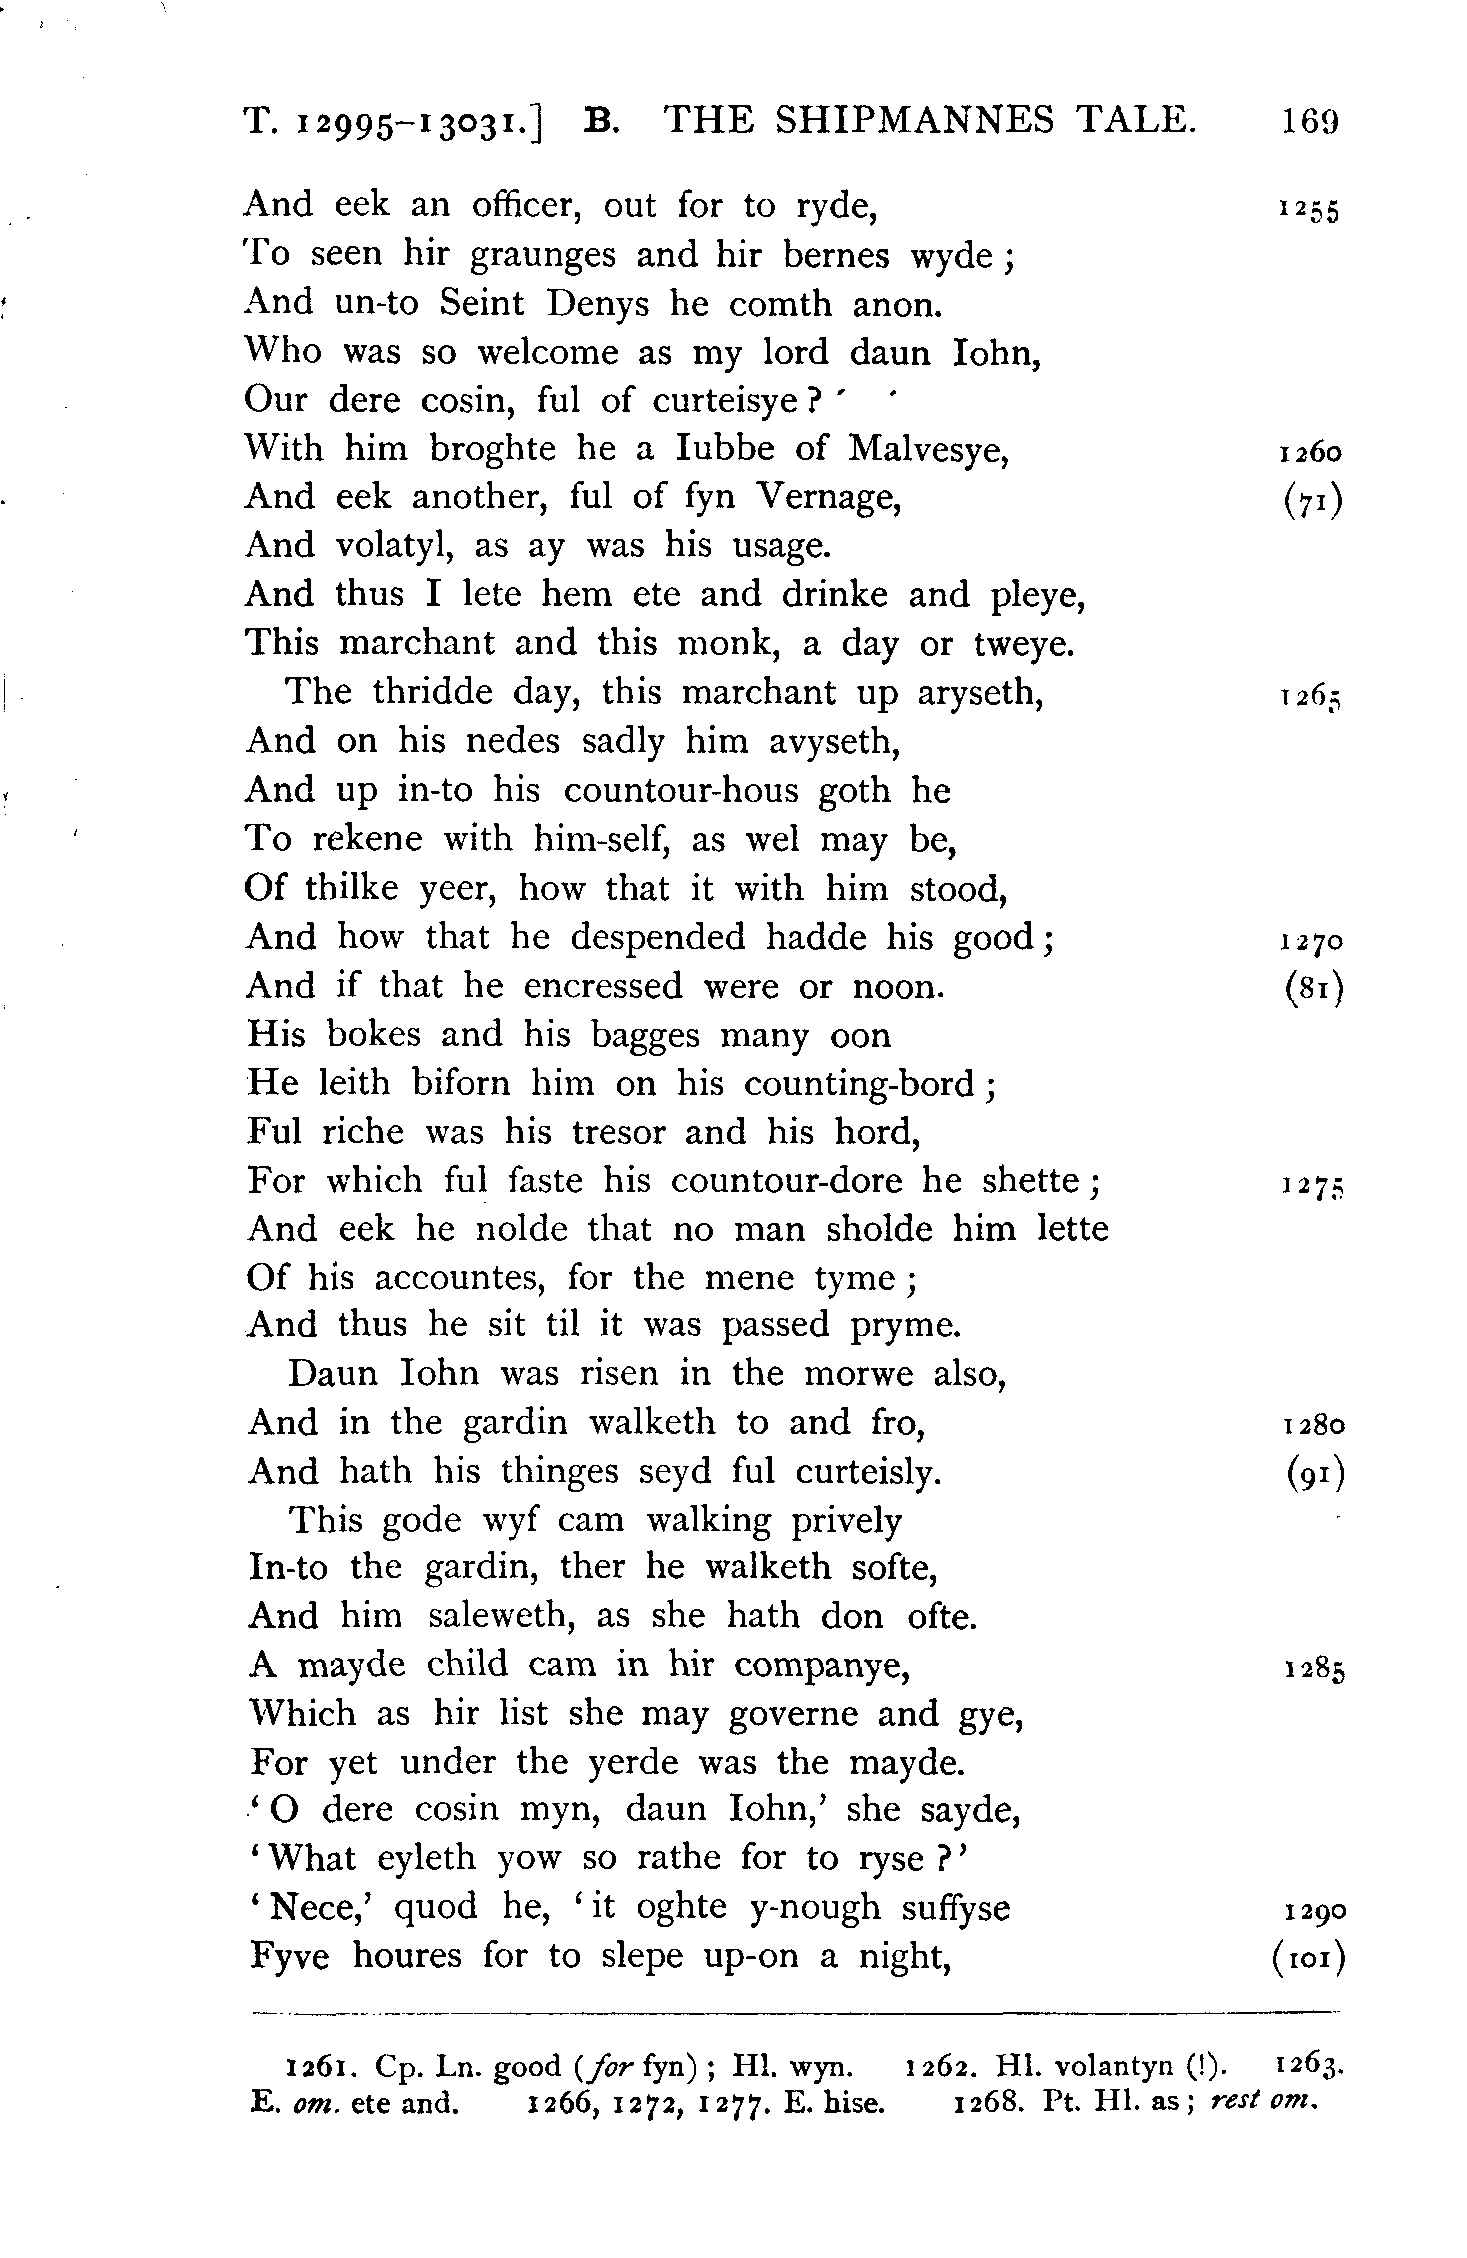 T. 12995–13031.] B. THE SHIPMANNES TALE. 169
And eek an officer, out for to ryde, 1255
To seen hir graunges and hir bernes wyde ;
And un-to Seint Denys he comth anon.
Who was so welcome as my lord daun Iohn,
Our dere cosin, ful of curteisye ?
With him broghte he a Iubbe of Malvesye, 1260
And eek another, ful of fyn Vernage, (71)
And volatyl, as ay was his usage.
And thus I lete hem ete and drinke and pleye,
This marchant and this monk, a day or tweye.
The thridde day, this marchant up aryseth, 1265
And on his nedes sadly him avyseth,
And up in-to his countour-hous goth he
To rekene with him-self, as wel may be,
Of thilke yeer, how that it with him stood,
And how that he despended hadde his good ; 1270
And if that he encressed were or noon. (81)
His bokes and his bagges many oon
He leith biforn him on his counting-bord ;
Ful riche was his tresor and his hord,
For which ful faste his countour-dore he shette ; 1275
And eek he nolde that no man sholde him lette
Of his accountes, for the mene tyme ;
And thus he sit til it was passed pryme.
Daun Iohn was risen in the morwe also,
And in the gardin walketh to and fro, 1280
And hath his thinges seyd ful curteisly. (91)
This gode wyf cam walking prively
In-to the gardin, ther he walketh softe,
And him saleweth, as she hath don ofte.
A mayde child cam in hir companye, 1285
Which as hir list she may governe and gye,
For yet under the yerde was the mayde.
‘ O dere cosin myn, daun Iohn,’ she sayde,
‘ What eyleth yow so rathe for to ryse ?’
‘ Nece,’ quod he, ‘ it oghte y-nough suffyse 1290
Fyve houres for to slepe up-on a night, (101)
1261. Cp. Ln. good (for fyn) ; Hl. wyn. 1262. Hl. volantyn (!). 1263.
E. om. ete and. 1266, 1272, 1277. E. hise. 1268. Pt. Hl. as ; rest om.